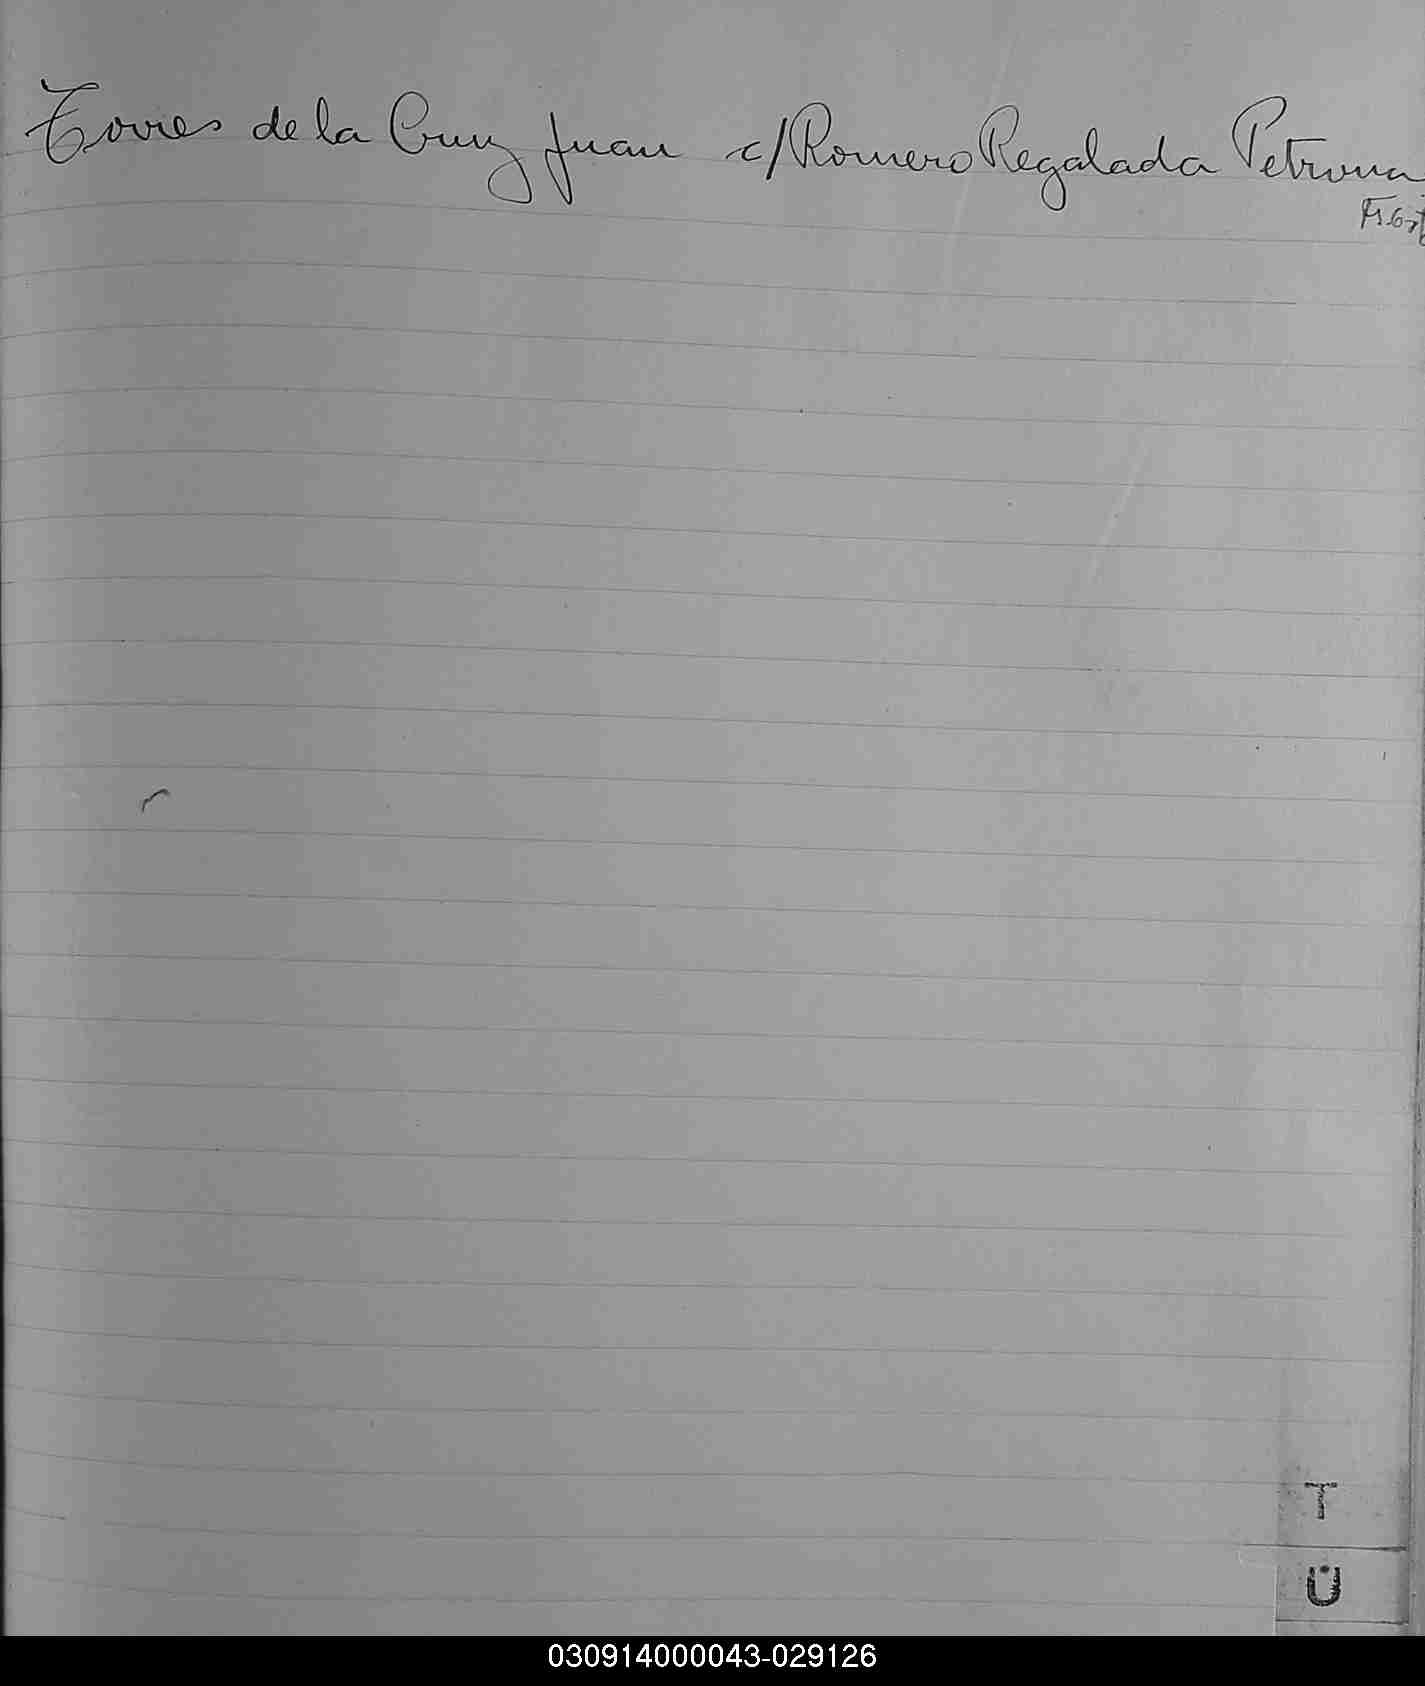 Torres de la Cruz Juan c/ Romero Regalada Petrona
T
U
030914000043-029126